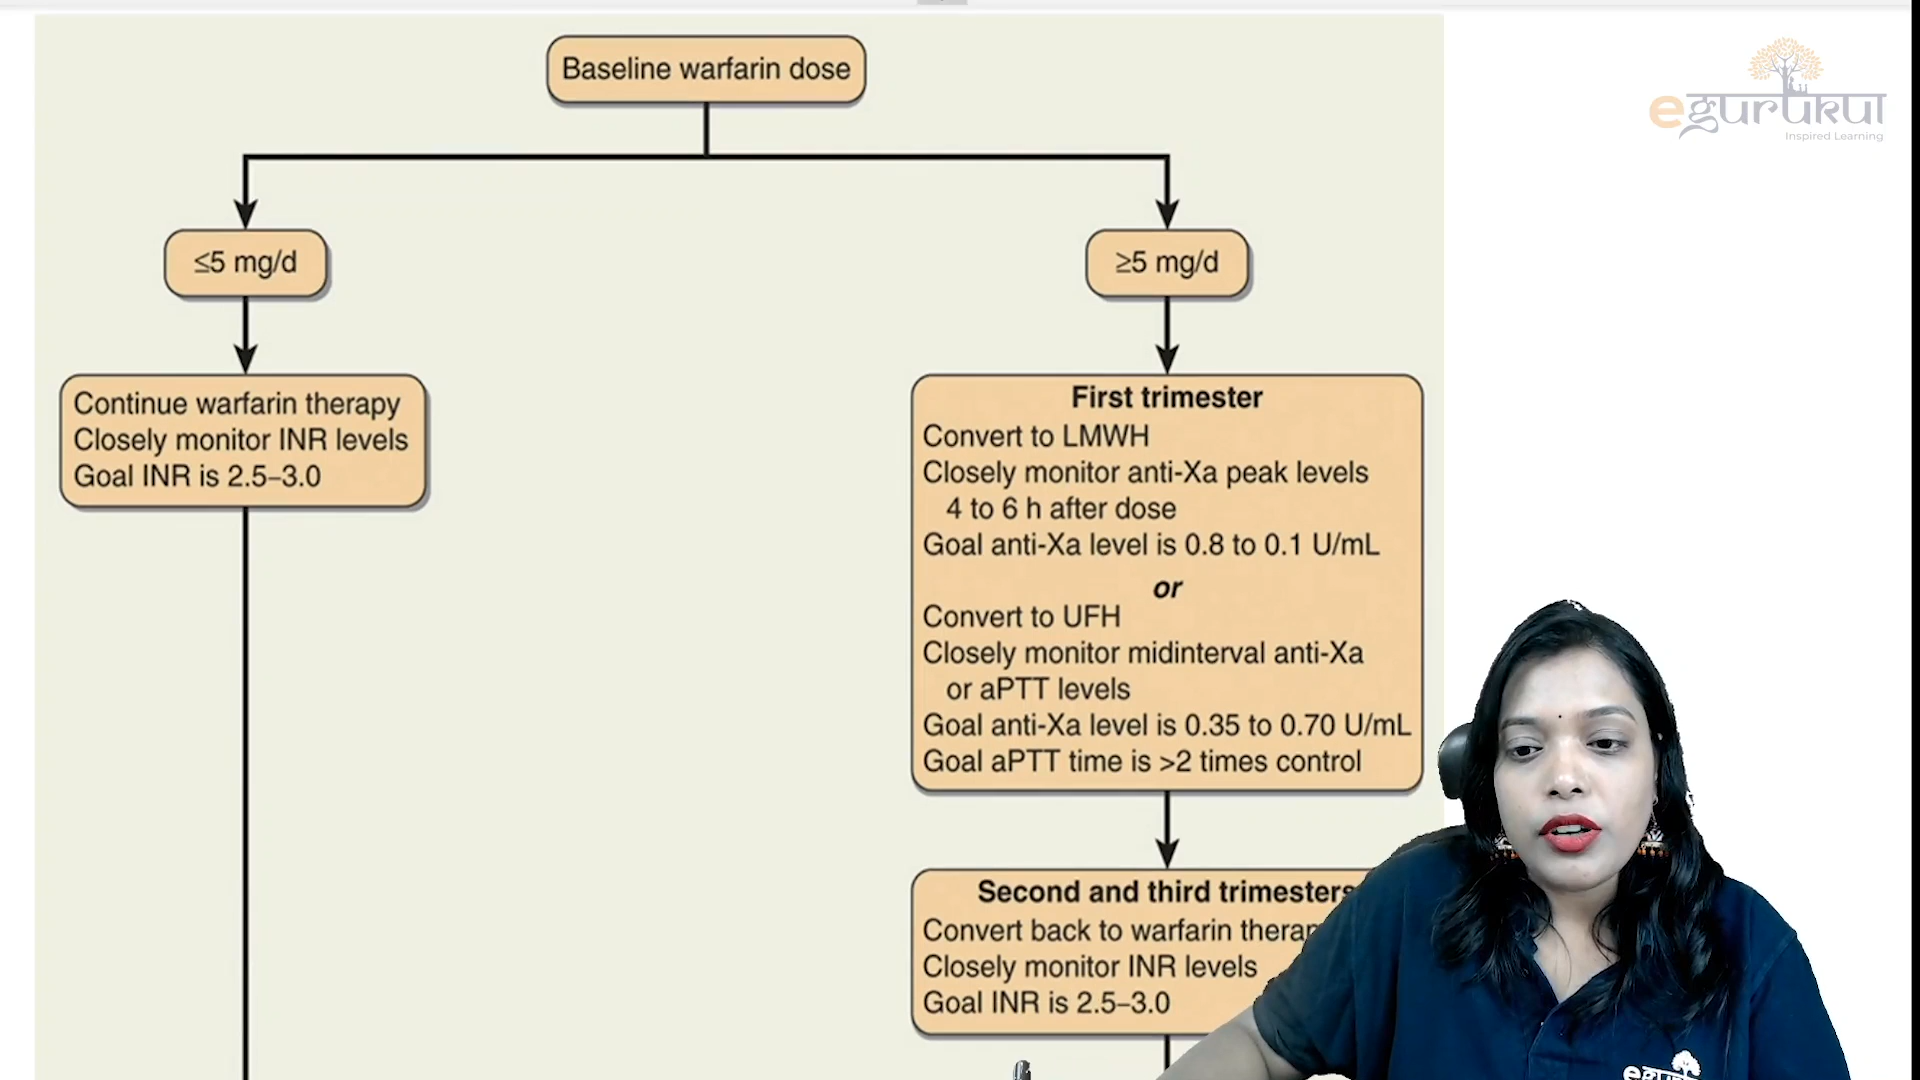 Baseline warfarin dose
≤5 mg/d
≥5 mg/d
Continue warfarin therapy
Closely monitor INR levels
Goal INR is 2.5–3.0
First trimester
Convert to LMWH
Closely monitor anti-Xa peak levels
4 to 6 h after dose
Goal anti-Xa level is 0.8 to 0.1 U/mL
or
Convert to UFH
Closely monitor midinterval anti-Xa
or aPTT levels
Goal anti-Xa level is 0.35 to 0.70 U/mL
Goal aPTT time is >2 times control
Second and third trimesters
Convert back to warfarin
Closely monitor INR levels
Goal INR is 2.5–3.0
egurukul
Inspired Learning